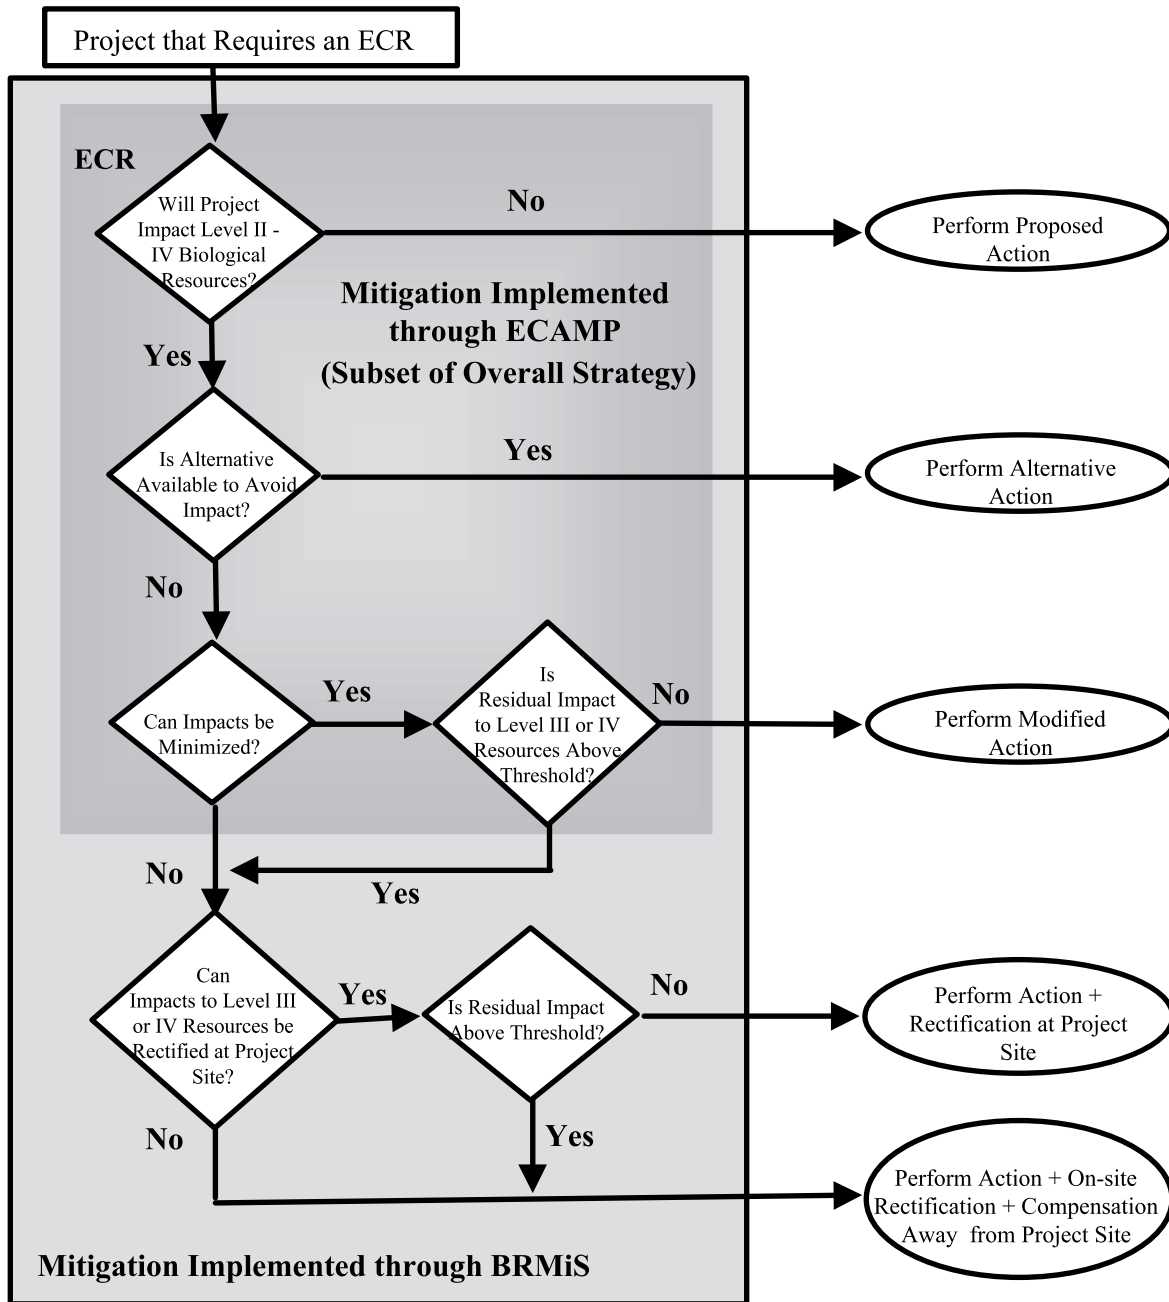 Project that Requires an ECR
ECR
Will Project
Impact Level II -
IV Biological
Resources?
No
Perform Proposed
Action
Mitigation Implemented
through ECAMP
(Subset of Overall Strategy)
Yes
Is Alternative
Available to Avoid
Impact?
Yes
Perform Alternative
Action
No
Can Impacts be
Minimized?
Yes
Is
Residual Impact
to Level III or IV
Resources Above
Threshold?
No
Perform Modified
Action
No
Yes
Can
Impacts to Level III
or IV Resources be
Rectified at Project
Site?
Yes
Is Residual Impact
Above Threshold?
No
Perform Action +
Rectification at Project
Site
No
Yes
Perform Action + On-site
Rectification + Compensation
Away from Project Site
Mitigation Implemented through BRMiS